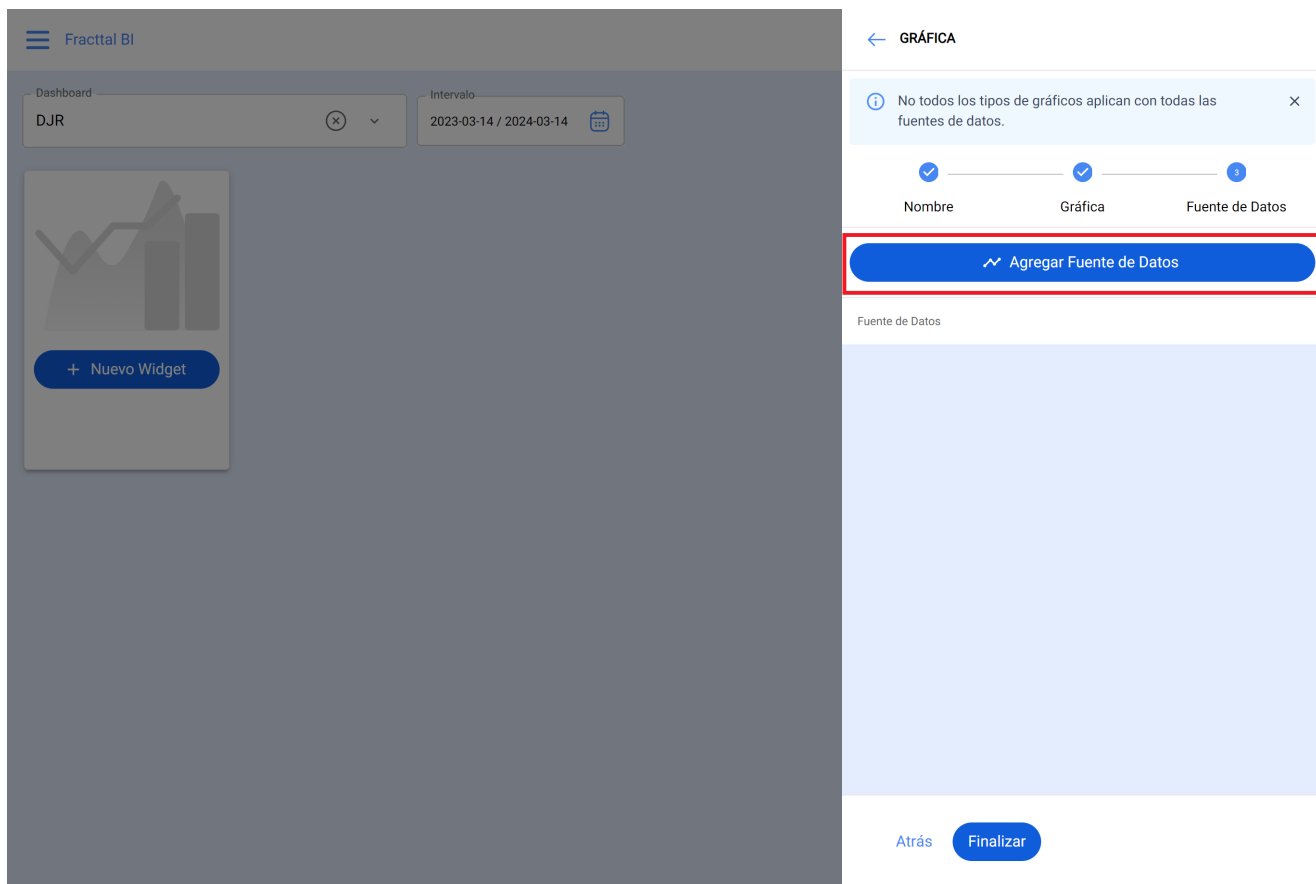 Fracttal BI
Dashboard
DJR
Intervalo
2023-03-14 / 2024-03-14
+ Nuevo Widget
GRÁFICA
No todos los tipos de gráficos aplican con todas las
fuentes de datos.
3
Nombre
Gráfica
Fuente de Datos
Agregar Fuente de Datos
Fuente de Datos
Atrás
Finalizar